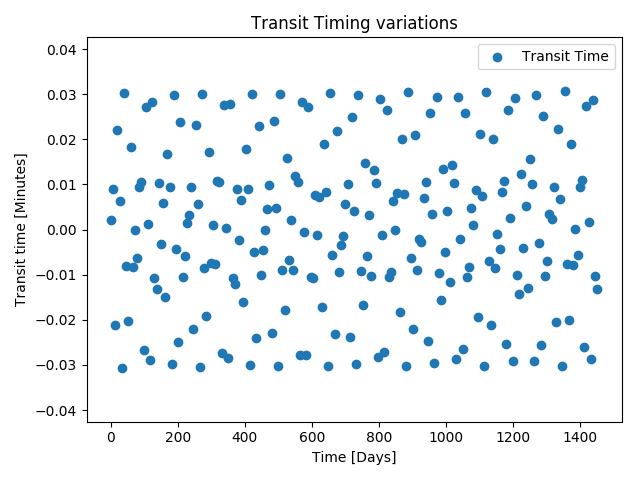 Transit Timing variations
Transit Time
Transit time [Minutes]
0.04
0.03
0.02
0.01
0.00
−0.01
−0.02
−0.03
−0.04
0 200 400 600 800 1000 1200 1400
Time [Days]